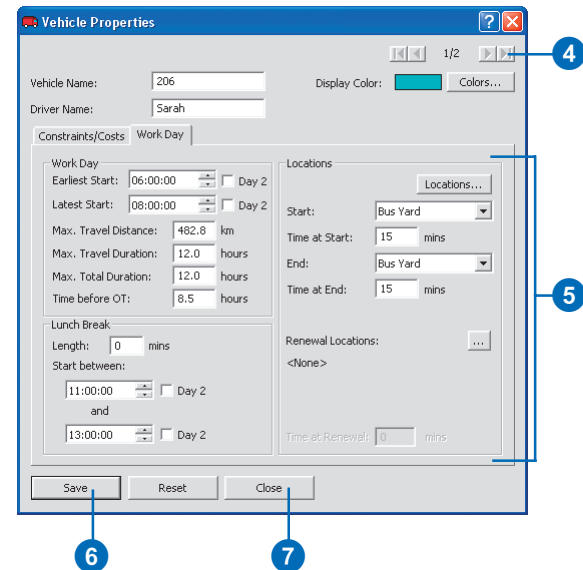 Vehicle Properties
1/2
4
Vehicle Name: 206 Display Color: Colors...
Driver Name: Sarah
Constraints/Costs Work Day
Work Day
Earliest Start: 06:00:00 Day 2
Latest Start: 08:00:00 Day 2
Max. Travel Distance: 482.8 km
Max. Travel Duration: 12.0 hours
Max. Total Duration: 12.0 hours
Time before OT: 8.5 hours
Lunch Break
Length: 0 mins
Start between:
11:00:00 Day 2
and
13:00:00 Day 2
Locations
Locations...
Start: Bus Yard
Time at Start: 15 mins
End: Bus Yard
Time at End: 15 mins
Renewal Locations: ...
<None>
Time at Renewal: 0 mins
5
Save Reset Close
6 7